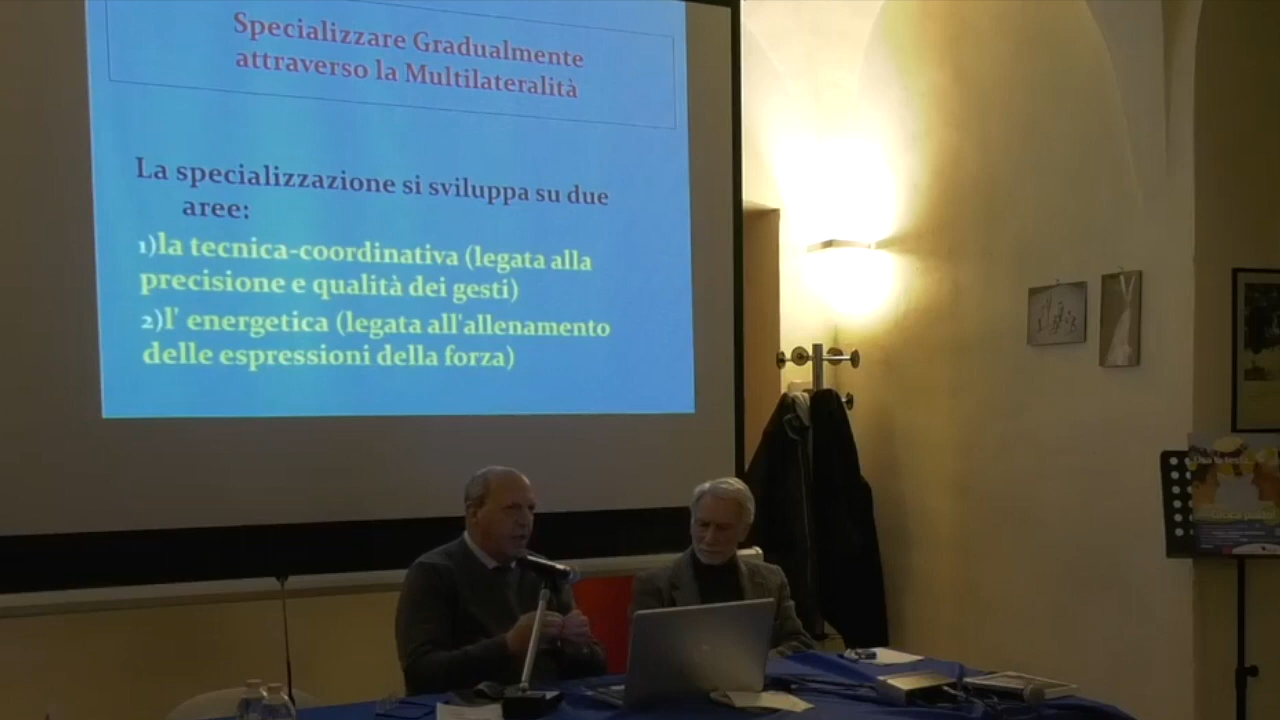 Specializzare Gradualmente
attraverso la Multilateralità
La specializzazione si sviluppa su due
aree:
1)la tecnica-coordinativa (legata alla
precisione e qualità dei gesti)
2)l' energetica (legata all'allenamento
delle espressioni della forza)